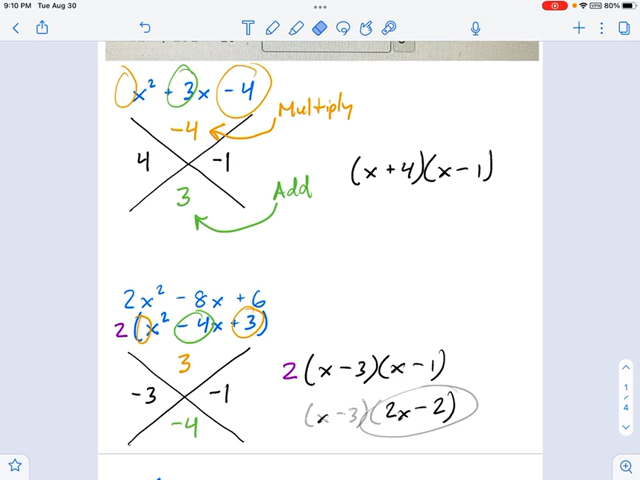 9:10 PM Tue Aug 30
80%
x² + 3x - 4
-4
Multiply
4
-1
(x + 4)(x - 1)
3
Add
2x² - 8x + 6
2(x² - 4x + 3)
3
2(x - 3)(x - 1)
-3
-1
(x - 3)(2x - 2)
-4
1
4